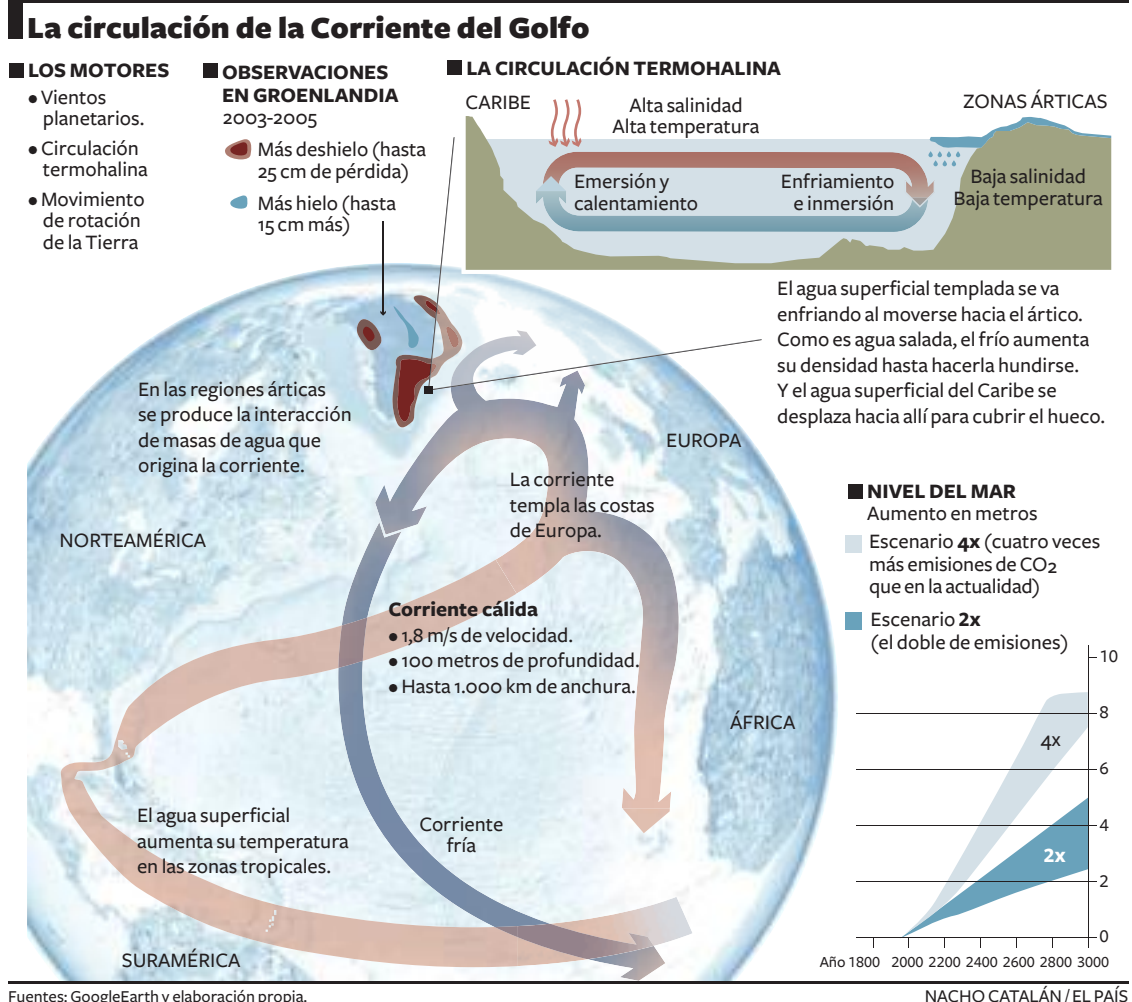 La circulación de la Corriente del Golfo
LOS MOTORES
• Vientos
planetarios.
• Circulación
termohalina
• Movimiento
de rotación
de la Tierra
OBSERVACIONES
EN GROENLANDIA
2003-2005
Más deshielo (hasta
25 cm de pérdida)
Más hielo (hasta
15 cm más)
LA CIRCULACIÓN TERMOHALINA
CARIBE
Alta salinidad
Alta temperatura
ZONAS ÁRTICAS
Emersión y
calentamiento
Enfriamiento
e inmersión
Baja salinidad
Baja temperatura
El agua superficial templada se va
enfriando al moverse hacia el ártico.
Como es agua salada, el frío aumenta
su densidad hasta hacerla hundirse.
Y el agua superficial del Caribe se
desplaza hacia allí para cubrir el hueco.
En las regiones árticas
se produce la interacción
de masas de agua que
origina la corriente.
EUROPA
La corriente
templa las costas
de Europa.
NORTEAMÉRICA
Corriente cálida
• 1,8 m/s de velocidad.
• 100 metros de profundidad.
• Hasta 1.000 km de anchura.
ÁFRICA
El agua superficial
aumenta su temperatura
en las zonas tropicales.
Corriente
fría
SURAMÉRICA
NIVEL DEL MAR
Aumento en metros
Escenario 4x (cuatro veces
más emisiones de CO2
que en la actualidad)
Escenario 2x
(el doble de emisiones)
10
8
4x
6
4
2x
2
0
Año 1800 2000 2200 2400 2600 2800 3000
Fuentes: GoogleEarth y elaboración propia.
NACHO CATALÁN / EL PAÍS